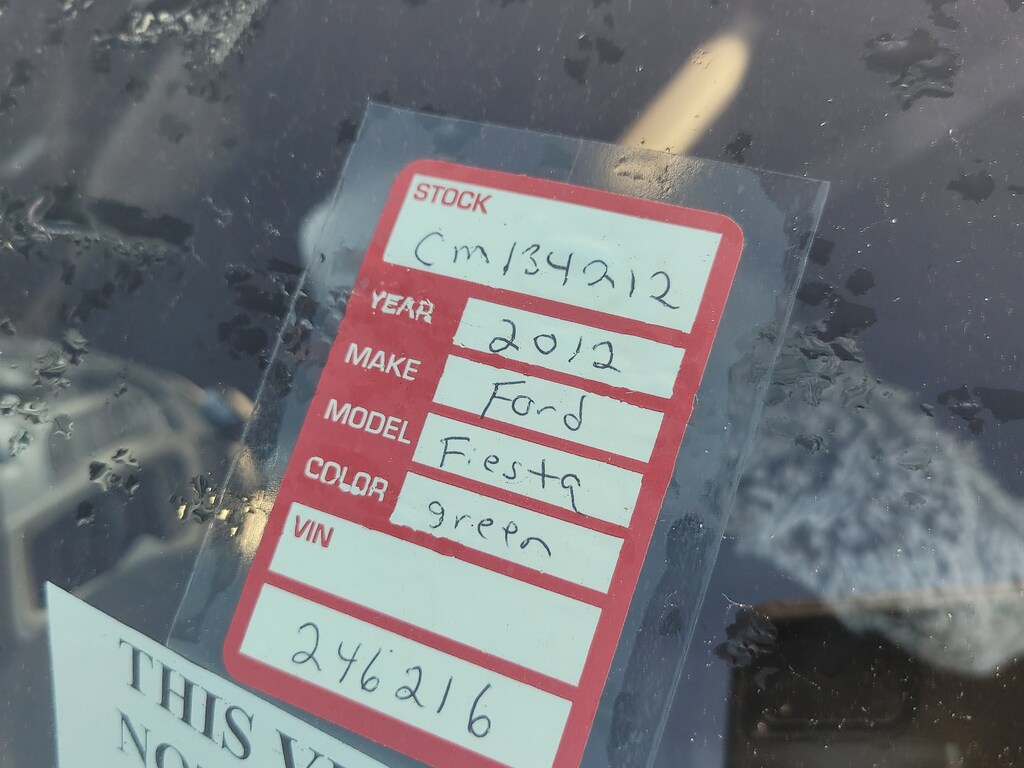 STOCK
Cm134212
YEAR 2012
MAKE Ford
MODEL Fiesta
COLOR green
VIN
246216
THIS